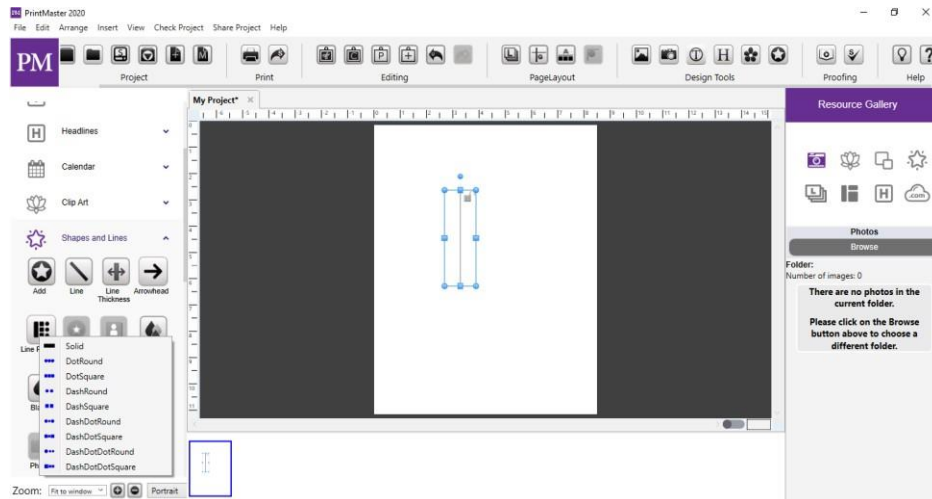 PM PrintMaster 2020
File Edit Arrange Insert View Check Project Share Project Help
PM
Project
Print
Editing
PageLayout
Design Tools
Proofing
Help
My Project*
Resource Gallery
Headlines
Calendar
Clip Art
Shapes and Lines
Add
Line
Line Thickness
Arrowhead
Line
Solid
DotRound
DotSquare
DashRound
DashSquare
DashDotRound
DashDotSquare
DashDotDotRound
DashDotDotSquare
Zoom: Fit to window Portrait
Photos
Browse
Folder:
Number of images: 0
There are no photos in the
current folder.
Please click on the Browse
button above to choose a
different folder.